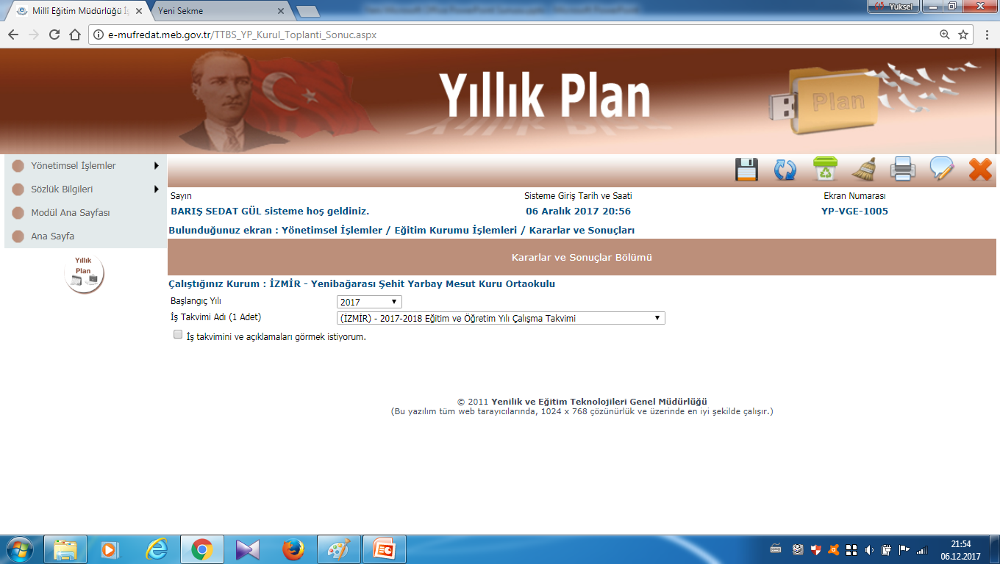 Millî Eğitim Müdürlüğü İş
Yeni Sekme
Yüksel
e-mufredat.meb.gov.tr/TTBS_YP_Kurul_Toplanti_Sonuc.aspx
Yıllık Plan
Plan
Yönetimsel İşlemler
Sözlük Bilgileri
Modül Ana Sayfası
Ana Sayfa
Yıllık
Plan
Sayın Sisteme Giriş Tarih ve Saati Ekran Numarası
BARIŞ SEDAT GÜL sisteme hoş geldiniz. 06 Aralık 2017 20:56 YP-VGE-1005
Bulunduğunuz ekran : Yönetimsel İşlemler / Eğitim Kurumu İşlemleri / Kararlar ve Sonuçları
Kararlar ve Sonuçlar Bölümü
Çalıştığınız Kurum : İZMİR - Yenibağarası Şehit Yarbay Mesut Kuru Ortaokulu
Başlangıç Yılı 2017
İş Takvimi Adı (1 Adet) (İZMİR) - 2017-2018 Eğitim ve Öğretim Yılı Çalışma Takvimi
İş takvimini ve açıklamaları görmek istiyorum.
© 2011 Yenilik ve Eğitim Teknolojileri Genel Müdürlüğü
(Bu yazılım tüm web tarayıcılarında, 1024 x 768 çözünürlük ve üzerinde en iyi şekilde çalışır.)
21:54
06.12.2017